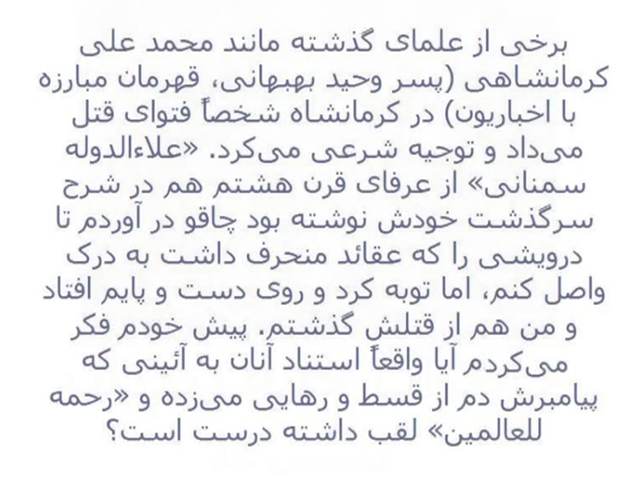 برخی از علمای گذشته مانند محمد علی
کرمانشاهی (پسر وحید بهبهانی، قهرمان مبارزه
با اخباریون) در کرمانشاه شخصاً فتوای قتل
می‌داد و توجیه شرعی می‌کرد. «علاءالدوله
سمنانی» از عرفای قرن هشتم هم در شرح
سرگذشت خودش نوشته بود چاقو در آوردم تا
درویشی را که عقائد منحرف داشت به درک
واصل کنم، اما توبه کرد و روی دست و پایم افتاد
و من هم از قتلش گذشتم. پیش خودم فکر
می‌کردم آیا واقعاً استناد آنان به آئینی که
پیامبرش دم از قسط و رهایی می‌زده و «رحمه
للعالمین» لقب داشته درست است؟